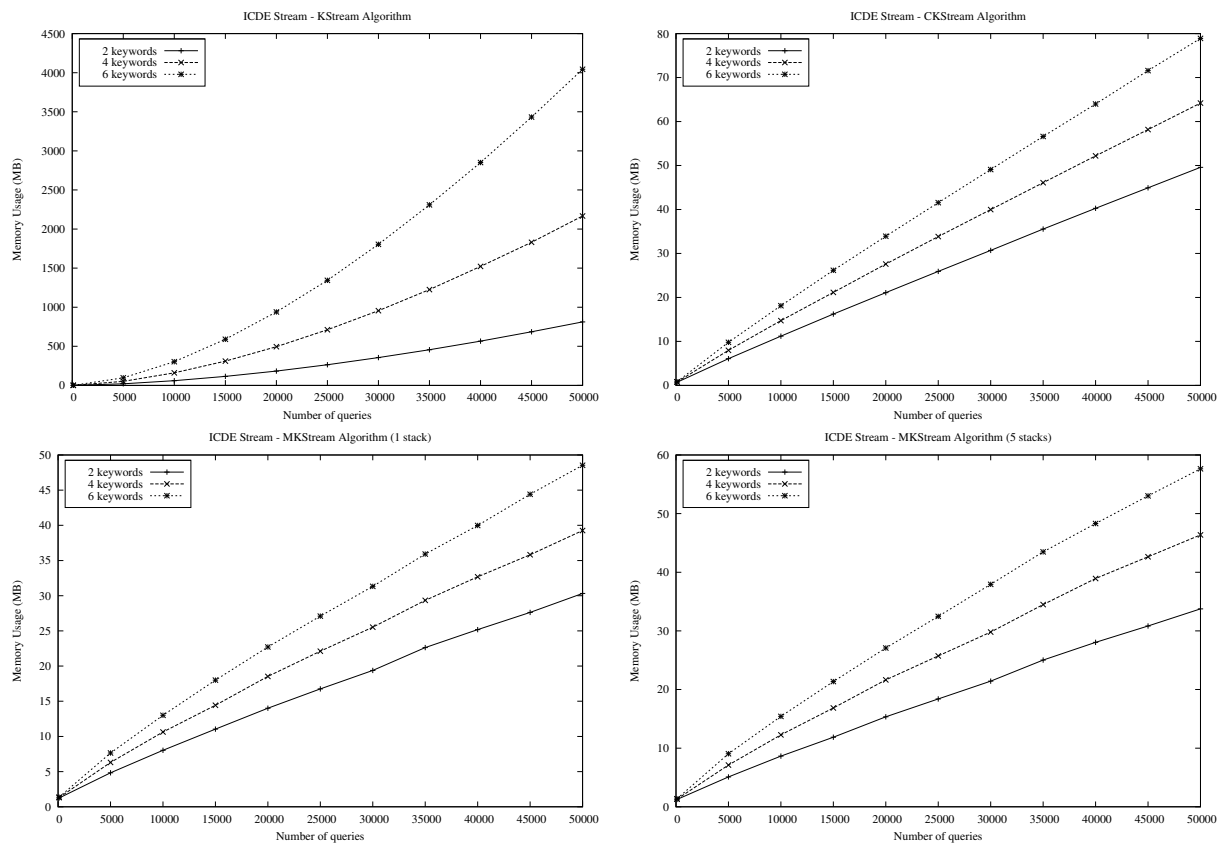 ICDE Stream - KStream Algorithm
4500
4000
3500
3000
2500
2000
1500
1000
500
0
Memory Usage (MB)
2 keywords
4 keywords
6 keywords
0 5000 10000 15000 20000 25000 30000 35000 40000 45000 50000
Number of queries
ICDE Stream - CKStream Algorithm
80
70
60
50
40
30
20
10
0
Memory Usage (MB)
2 keywords
4 keywords
6 keywords
0 5000 10000 15000 20000 25000 30000 35000 40000 45000 50000
Number of queries
ICDE Stream - MKStream Algorithm (1 stack)
50
45
40
35
30
25
20
15
10
5
0
Memory Usage (MB)
2 keywords
4 keywords
6 keywords
0 5000 10000 15000 20000 25000 30000 35000 40000 45000 50000
Number of queries
ICDE Stream - MKStream Algorithm (5 stacks)
60
50
40
30
20
10
0
Memory Usage (MB)
2 keywords
4 keywords
6 keywords
0 5000 10000 15000 20000 25000 30000 35000 40000 45000 50000
Number of queries